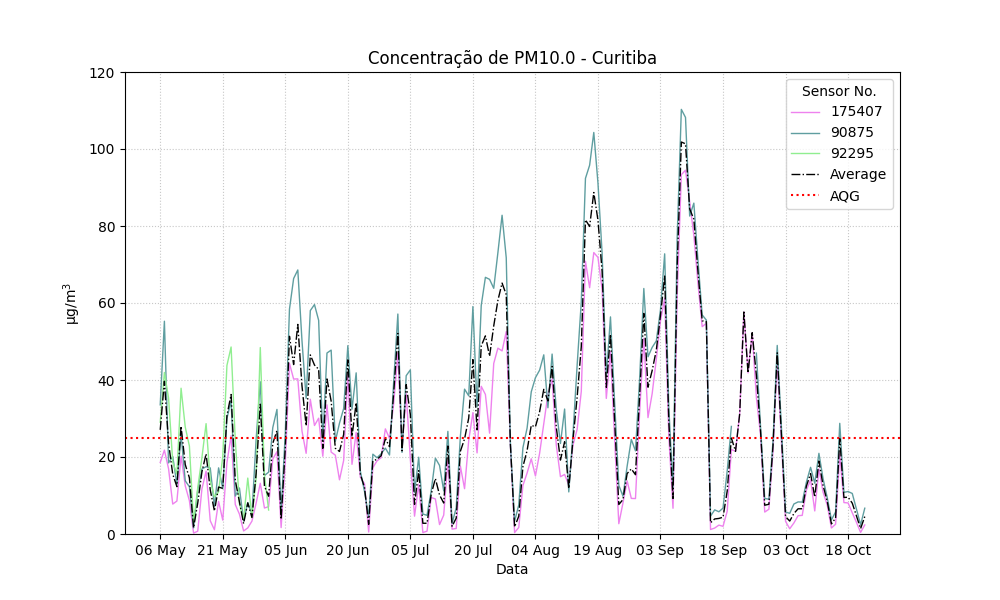 Concentração de PM10.0 - Curitiba
120
100
80
60
40
20
0
µg/m³
Sensor No.
175407
90875
92295
Average
AQG
06 May 21 May 05 Jun 20 Jun 05 Jul 20 Jul 04 Aug 19 Aug 03 Sep 18 Sep 03 Oct 18 Oct
Data